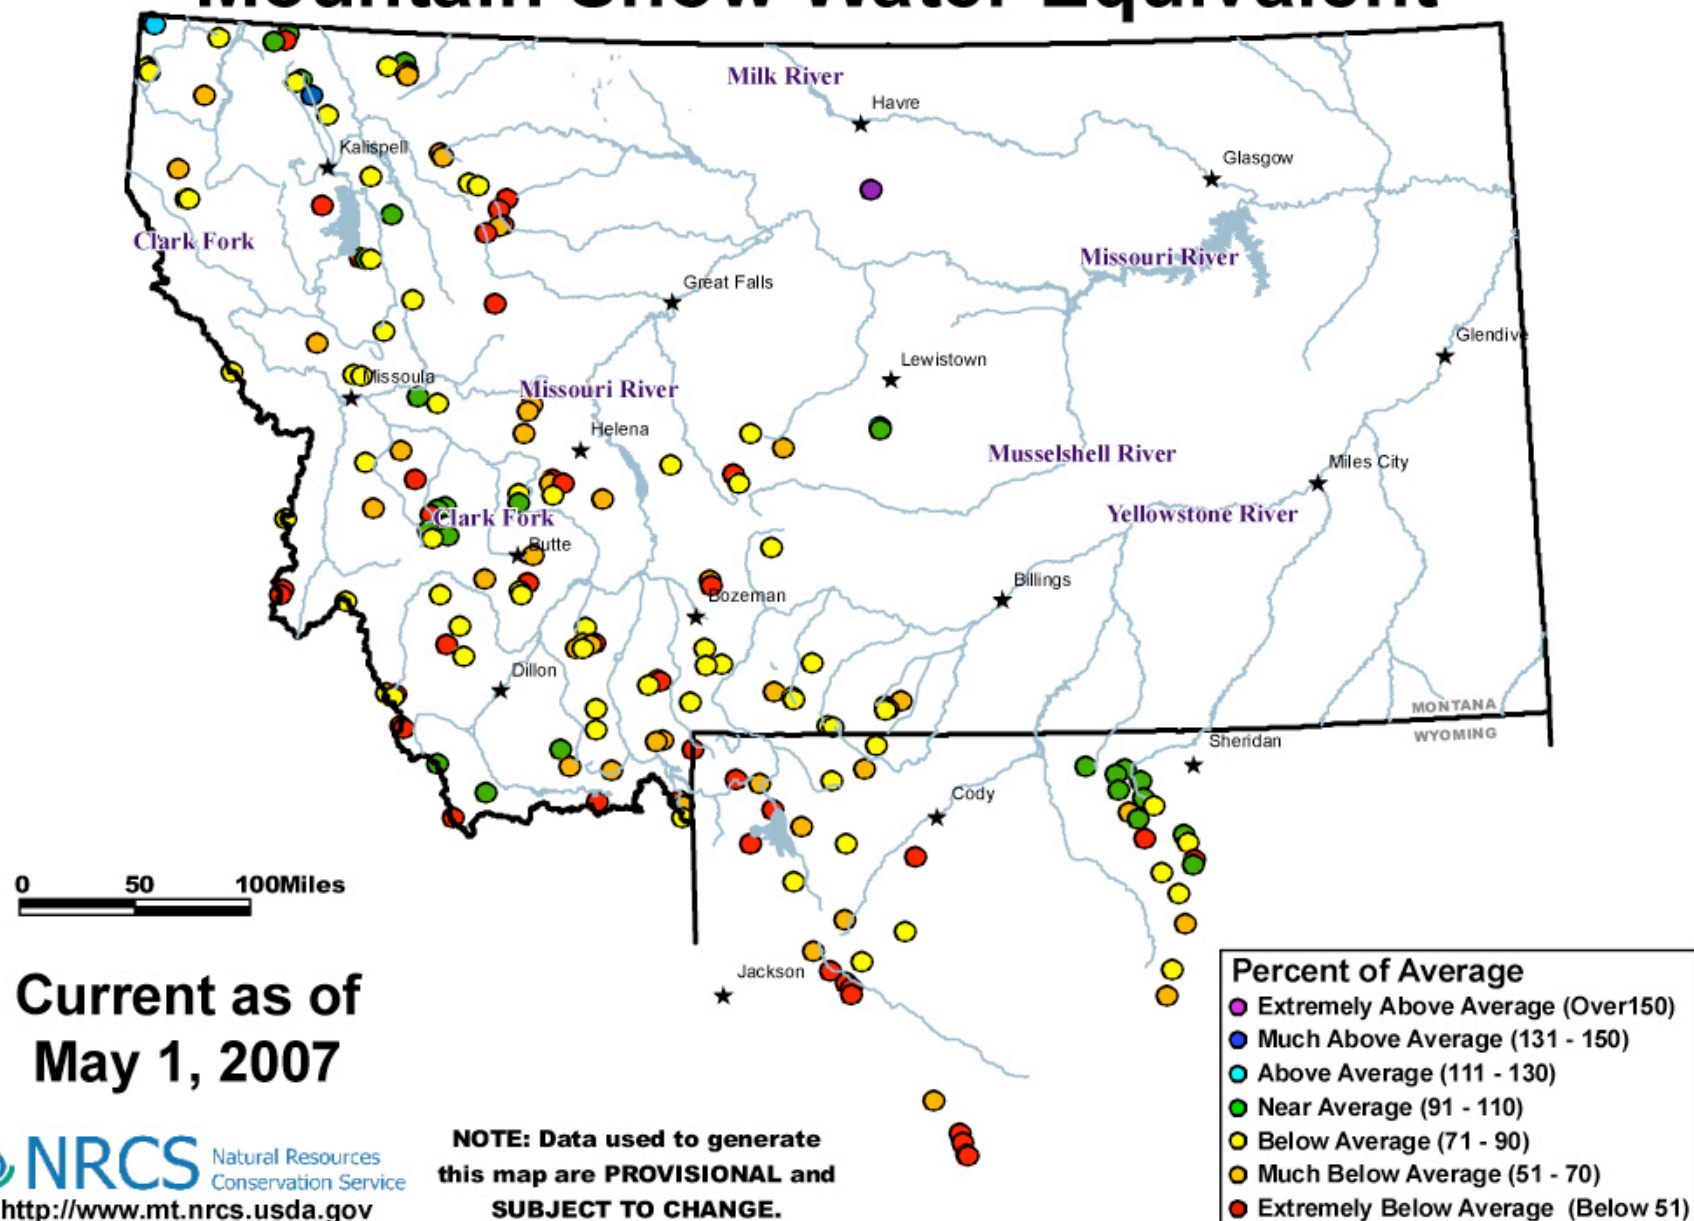 Mountain Snow Water Equivalent
Milk River
Havre
Kalispell
Glasgow
Clark Fork
Missouri River
Great Falls
Glendive
Lewistown
Missoula
Missouri River
Helena
Musselshell River
Miles City
Clark Fork
Yellowstone River
Butte
Billings
Bozeman
Dillon
MONTANA
WYOMING
Sheridan
Cody
0 50 100Miles
Jackson
Current as of
May 1, 2007
NRCS
Natural Resources
Conservation Service
http://www.mt.nrcs.usda.gov
NOTE: Data used to generate
this map are PROVISIONAL and
SUBJECT TO CHANGE.
Percent of Average
Extremely Above Average (Over150)
Much Above Average (131 - 150)
Above Average (111 - 130)
Near Average (91 - 110)
Below Average (71 - 90)
Much Below Average (51 - 70)
Extremely Below Average (Below 51)